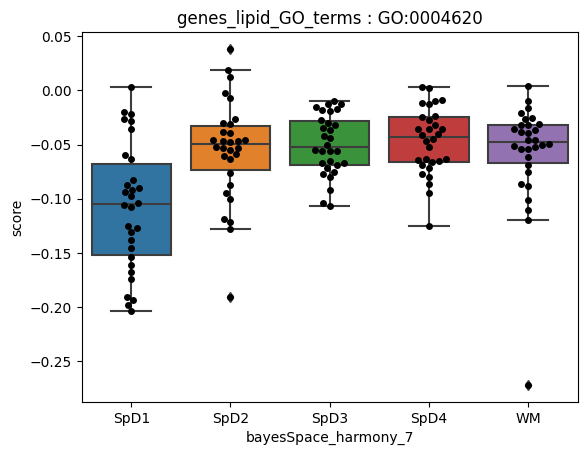 genes_lipid_GO_terms : GO:0004620
0.05
0.00
−0.05
−0.10
−0.15
−0.20
−0.25
score
SpD1 SpD2 SpD3 SpD4 WM
bayesSpace_harmony_7